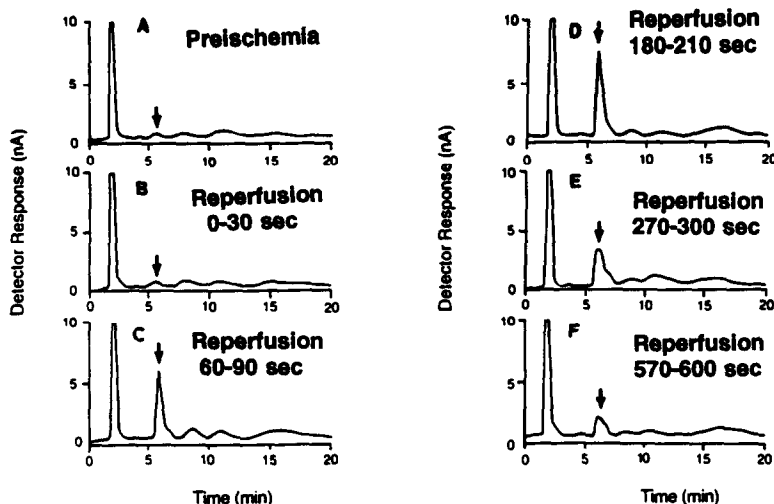 Detector Response (nA)
A
Preischemia
10
5
0
0 5 10 15 20
B
Reperfusion
0-30 sec
10
5
0
0 5 10 15 20
C
Reperfusion
60-90 sec
10
5
0
0 5 10 15 20
Time (min)
Detector Response (nA)
D
Reperfusion
180-210 sec
10
5
0
0 5 10 15 20
E
Reperfusion
270-300 sec
10
5
0
0 5 10 15 20
F
Reperfusion
570-600 sec
10
5
0
0 5 10 15 20
Time (min)